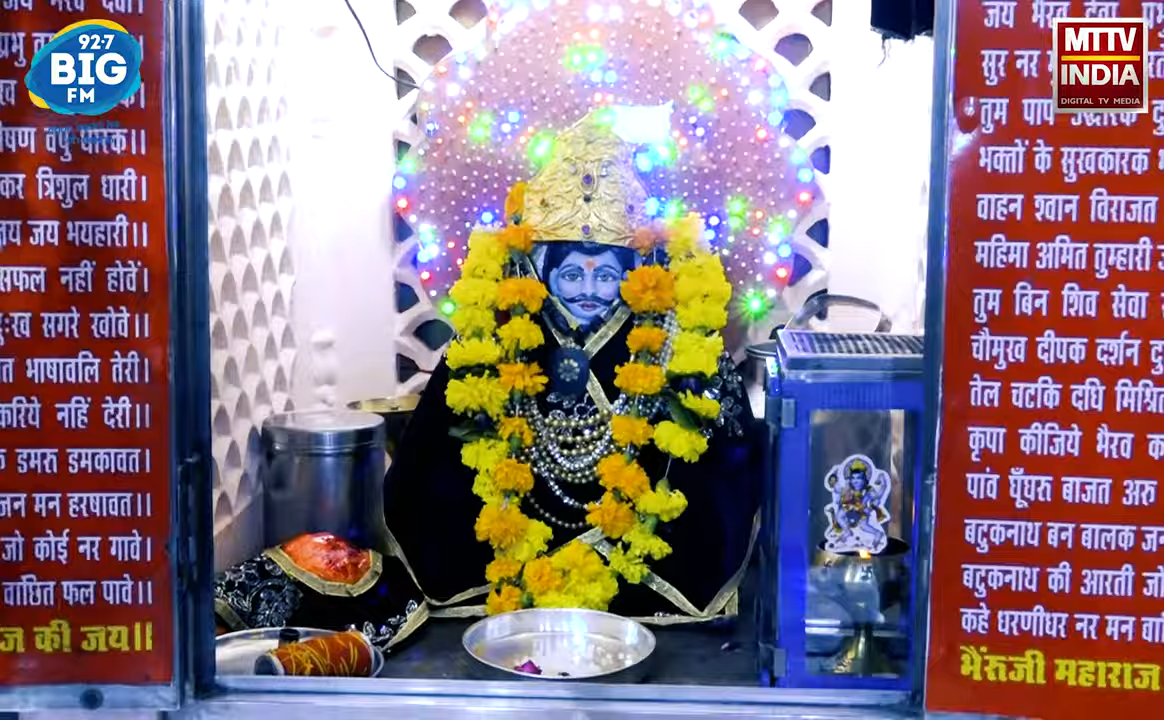 92.7
BIG
FM
MTTV
INDIA
DIGITAL TV MEDIA
कर त्रिशुल धारी।
जय जय भयहारी।।
सफल नहीं होवें।
सगरे खोवे।।
भाषावलि तेरी।
करिये नहिं देरी।।
डमरु डमकावत।
जन मन हरषावत।।
जो कोई नर गावे।
वांछित फल पावे।।
की जय॥
जय भैरव देवा
सुर नर
तुम पाप उद्धारक
भक्तों के सुखकारक
वाहन श्वान विराजत
महिमा अमित तुम्हारी
तुम बिन शिव सेवा
चौमुख दीपक दर्शन
तेल चटकि दधि मिश्रित
कृपा कीजिये भैरव
पांव घूँघरु बाजत अरु
बटुकनाथ बन बालक
बटुकनाथ की आरती जो
कहे धरणीधर नर मन
भैंरुजी महाराज